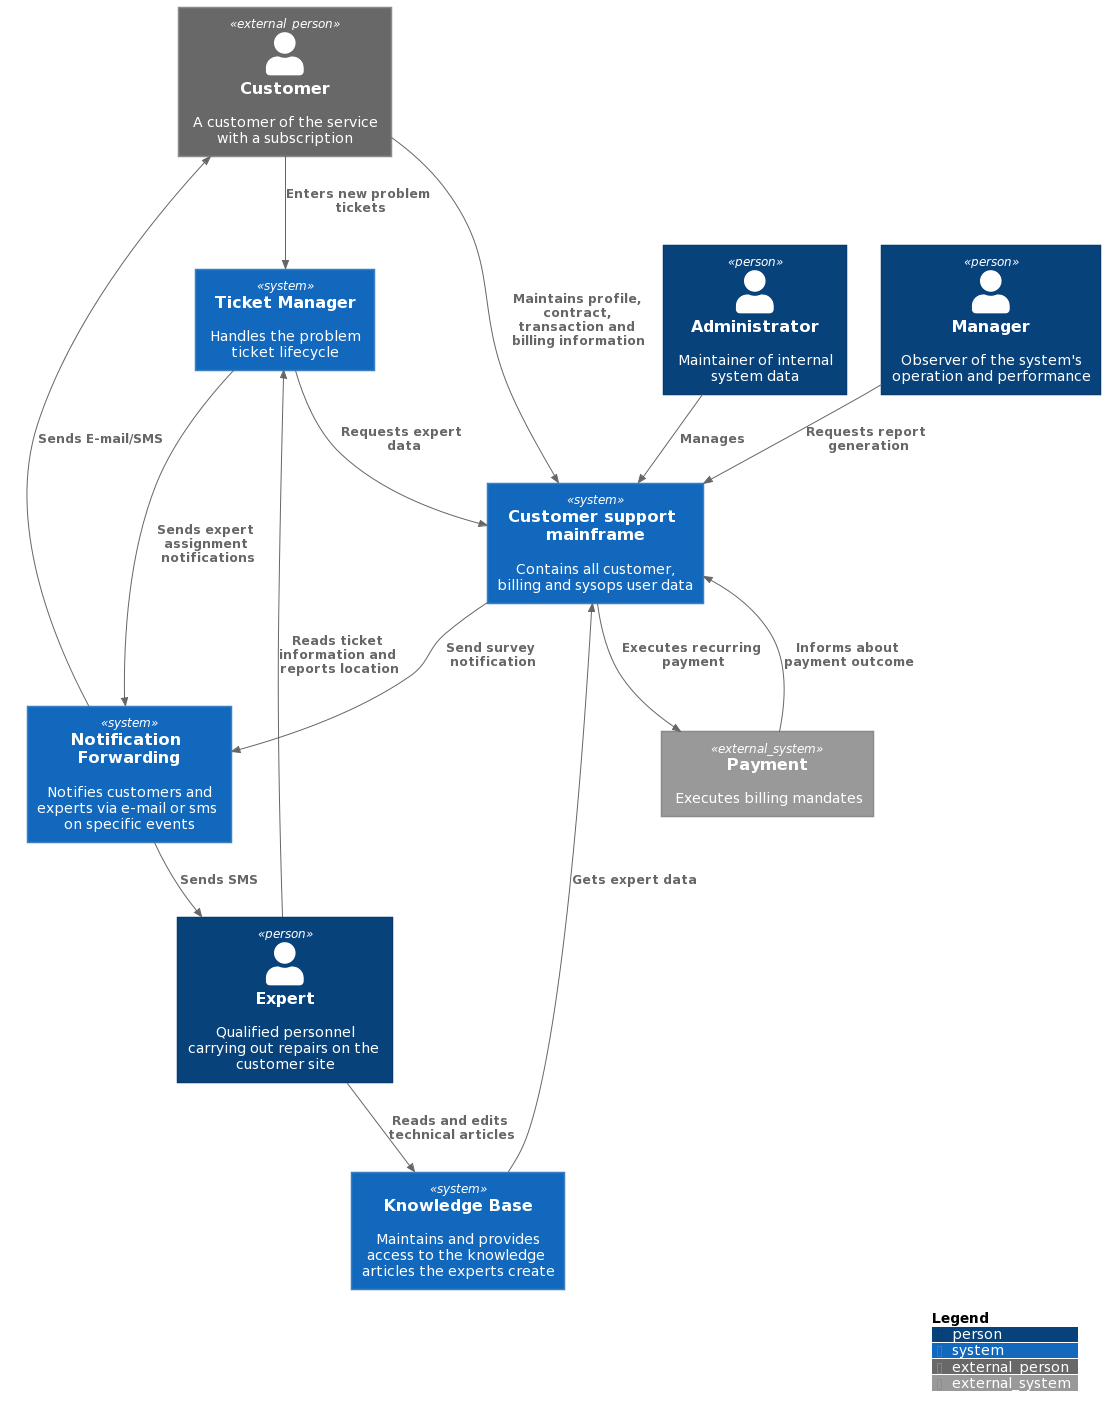 «external_person»
Customer
A customer of the service
with a subscription
Enters new problem
tickets
«system»
Ticket Manager
Handles the problem
ticket lifecycle
Maintains profile,
contract,
transaction and
billing information
«person»
Administrator
Maintainer of internal
system data
«person»
Manager
Observer of the system's
operation and performance
Sends E-mail/SMS
Requests expert
data
Manages
Requests report
generation
«system»
Customer support
mainframe
Contains all customer,
billing and sysops user data
Sends expert
assignment
notifications
Reads ticket
information and
reports location
Send survey
notification
Executes recurring
payment
Informs about
payment outcome
«system»
Notification
Forwarding
Notifies customers and
experts via e-mail or sms
on specific events
«external_system»
Payment
Executes billing mandates
Sends SMS
Gets expert data
«person»
Expert
Qualified personnel
carrying out repairs on the
customer site
Reads and edits
technical articles
«system»
Knowledge Base
Maintains and provides
access to the knowledge
articles the experts create
Legend
person
system
external_person
external_system